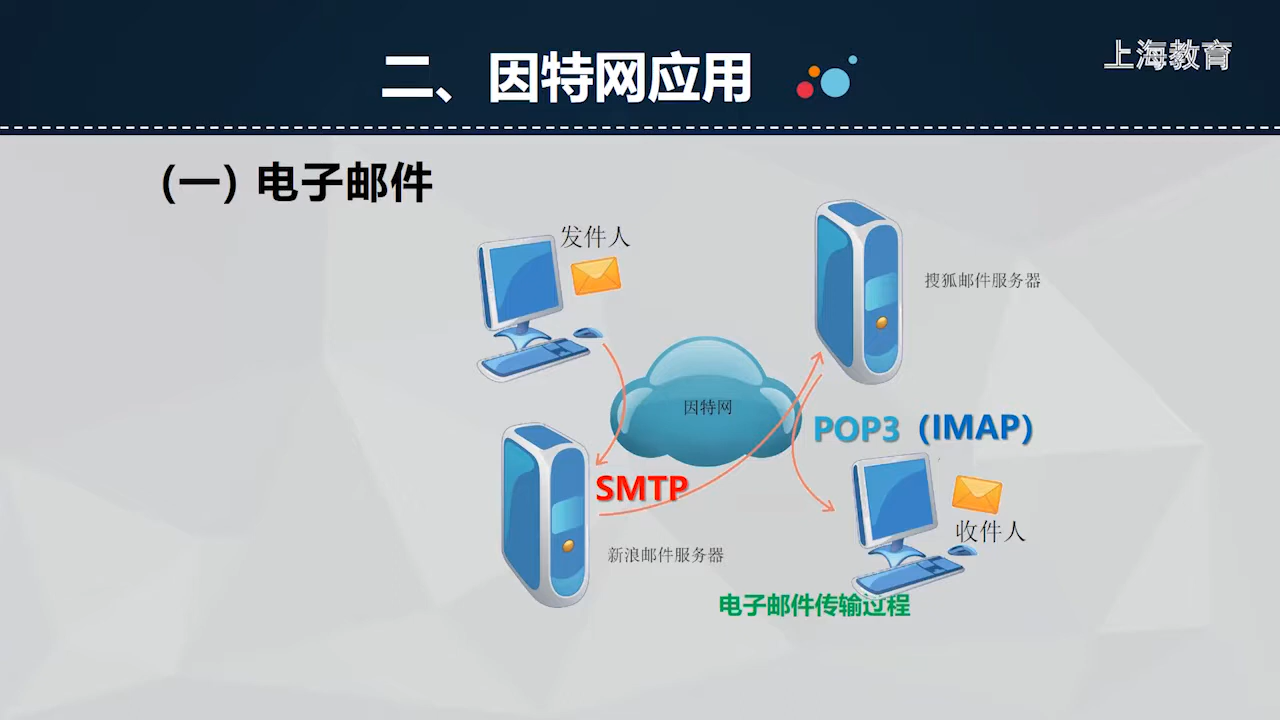 二、因特网应用
上海教育
(一) 电子邮件
发件人
搜狐邮件服务器
因特网
POP3（IMAP）
SMTP
收件人
新浪邮件服务器
电子邮件传输过程